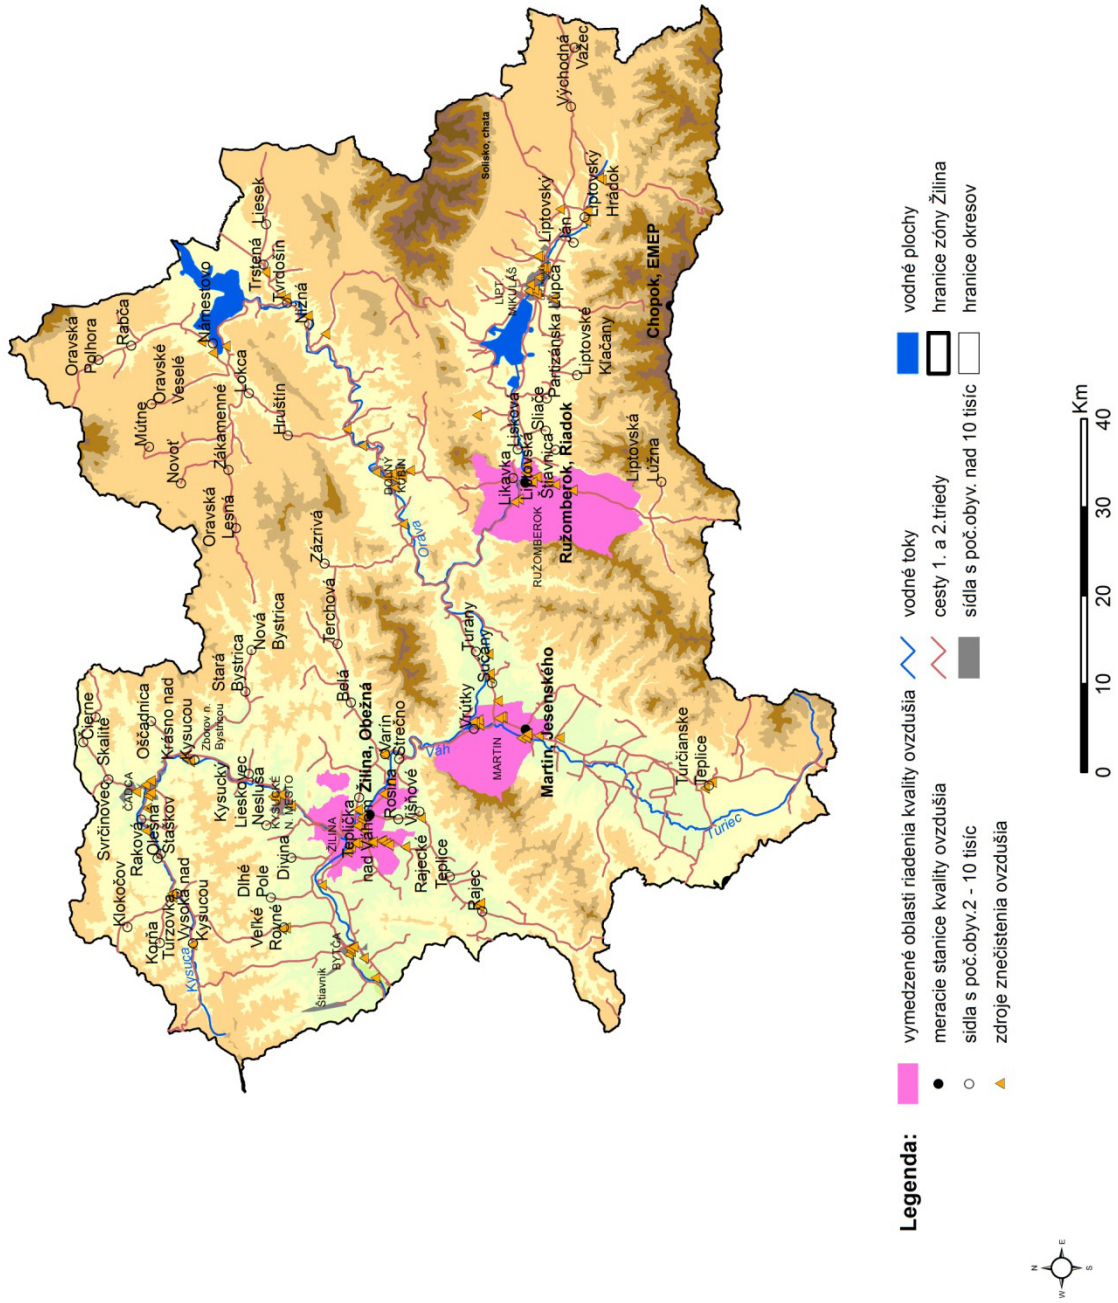 Čierne
Skalité
Svrčinovec
Oščadnica
ČADCA
Raková
Olešná
Staškov
Krásno nad
Kysucou
Zborov n.
Bystricou
Stará
Bystrica
Nová
Bystrica
Klokočov
Korňa
Turzovka
Vysoká nad
Kysucou
Kysuca
Kysucký
Lieskovec
Nesluša
KYSUCKÉ
N. MESTO
Dlhé
Pole
Divina
Veľké
Rovné
Štiavnik
BYTČA
ŽILINA
Teplička
nad Váhom
Žilina, Obežná
Belá
Terchová
Zázrivá
Varín
Strečno
Rosina
Višňové
Rajecké
Teplice
Rajec
Váh
Vrútky
MARTIN
Martin, Jesenského
Sučany
Turany
Turčianske
Teplice
Turiec
Oravská
Polhora
Rabča
Oravské
Veselé
Mútne
Novoť
Zákamenné
Oravská
Lesná
Lokca
Hruštín
Námestovo
Trstená
Liesek
Tvrdošín
Nižná
DOLNÝ
KUBÍN
Orava
Likavka
Lisková
Sliače
Liptovská
Štiavnica
RUŽOMBEROK
Ružomberok, Riadok
Liptovská
Lúžna
Partizánska Ľupča
Liptovske
Klačany
LIPT.
MIKULÁŠ
Liptovský
Ján
Liptovský
Hrádok
Východná
Važec
Solisko, chata
Chopok, EMEP
Legenda:
vymedzené oblasti riadenia kvality ovzdušia
meracie stanice kvality ovzdušia
sídla s poč.obyv.2 - 10 tisíc
zdroje znečistenia ovzdušia
vodné toky
cesty 1. a 2.triedy
sídla s poč.obyv. nad 10 tisíc
vodné plochy
hranice zóny Žilina
hranice okresov
0 10 20 30 40
Km
N
W E
S